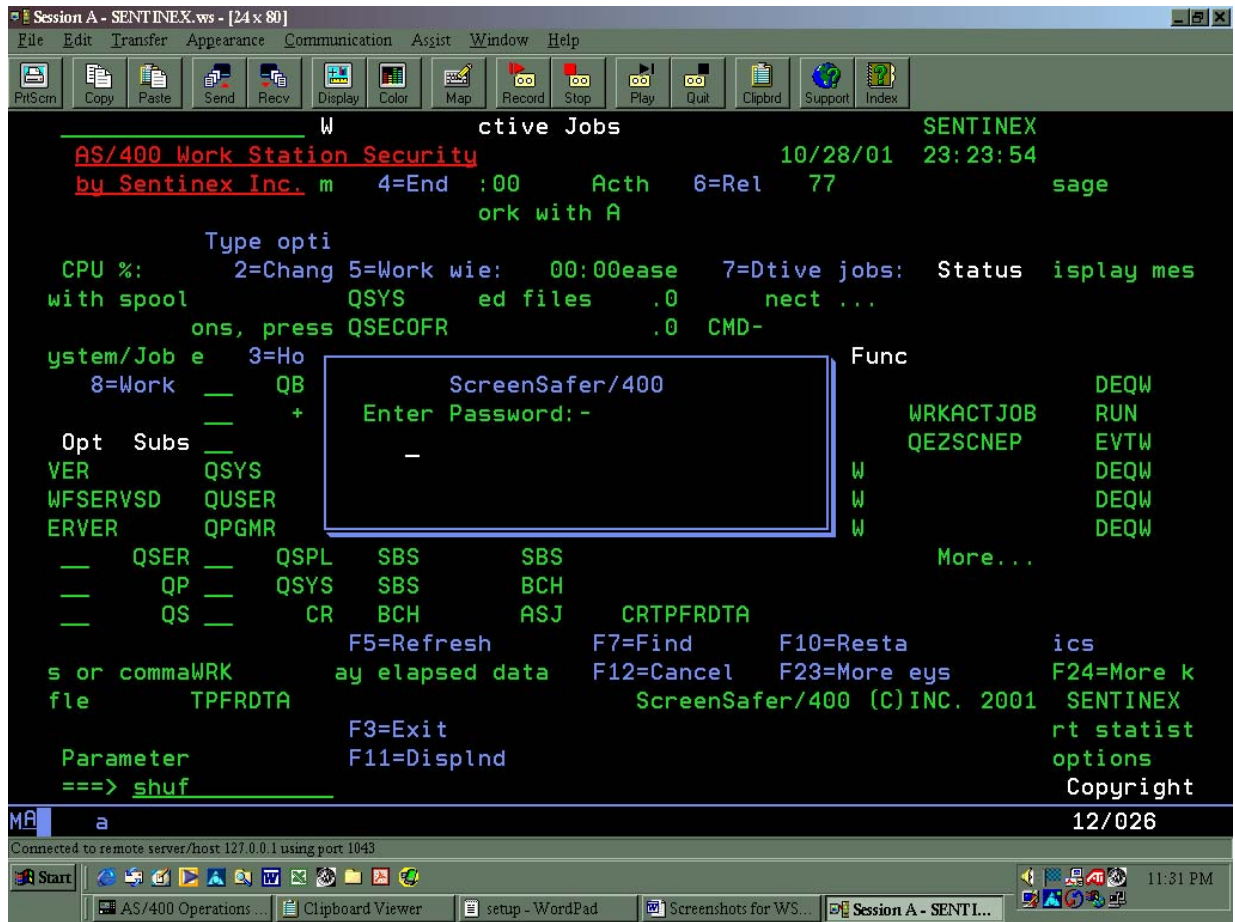 Session A - SENTINEX.ws - [24 x 80]
File Edit Transfer Appearance Communication Assist Window Help
PrtScrn Copy Paste Send Recv Display Color Map Record Stop Play Quit Clipbrd Support Index
W ctive Jobs SENTINEX
AS/400 Work Station Security 10/28/01 23:23:54
by Sentinex Inc. m 4=End :00 Acth 6=Rel 77 sage
ork with A
Type opti
CPU %: 2=Chang 5=Work wie: 00:00ease 7=Dtive jobs: Status isplay mes
with spool QSYS ed files .0 nect ...
ons, press QSECOFR .0 CMD-
ystem/Job e 3=Ho Func
8=Work __ QB ScreenSafer/400 DEQW
__ + Enter Password:- WRKACTJOB RUN
Opt Subs __ _ QEZSCNEP EVTW
VER QSYS W DEQW
WFSERVSD QUSER W DEQW
ERVER QPGMR W DEQW
__ QSER __ QSPL SBS SBS More...
__ QP __ QSYS SBS BCH
__ QS __ CR BCH ASJ CRTPFRDTA
F5=Refresh F7=Find F10=Resta ics
s or commaWRK ay elapsed data F12=Cancel F23=More eys F24=More k
fle TPFRDTA ScreenSafer/400 (C)INC. 2001 SENTINEX
F3=Exit rt statist
Parameter F11=Displnd options
===> shuf Copyright
MA a 12/026
Connected to remote server/host 127.0.0.1 using port 1043
Start 11:31 PM
AS/400 Operations ... Clipboard Viewer setup - WordPad Screenshots for WS... Session A - SENTI...